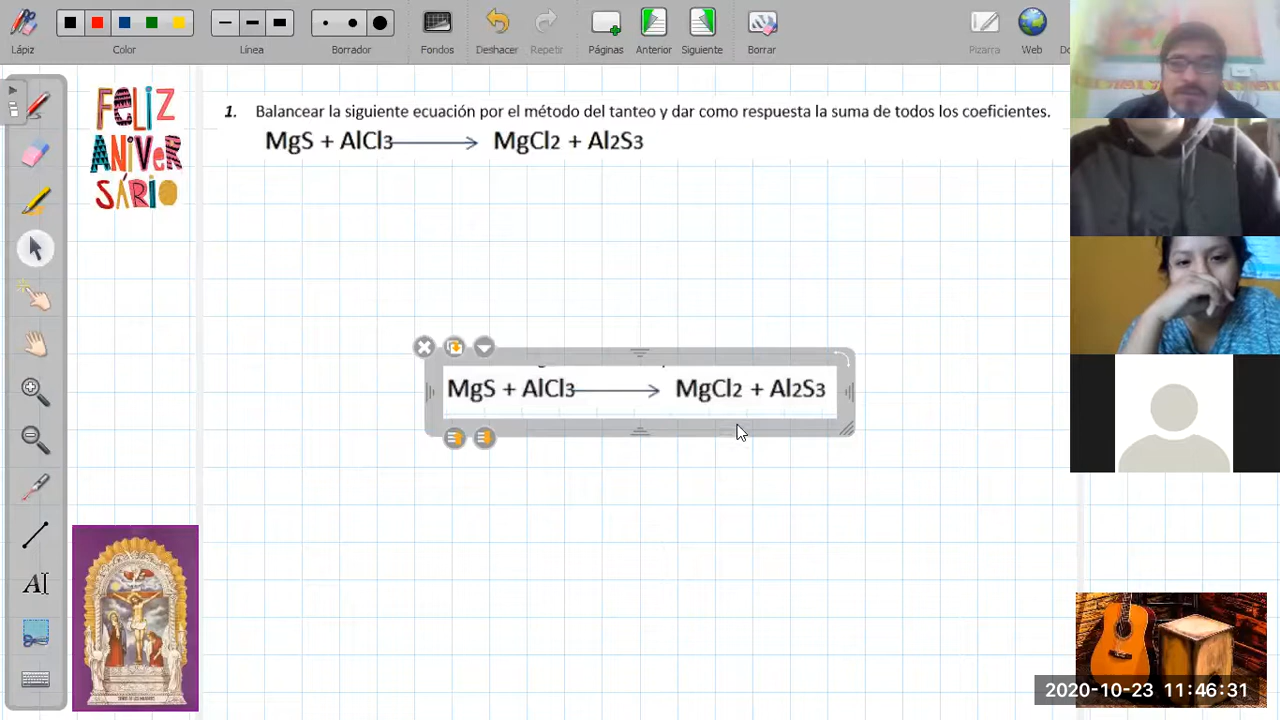 Lápiz
Color
Línea
Borrador
Fondos
Deshacer
Repetir
Páginas
Anterior
Siguiente
Borrar
Pizarra
Web
FELIZ
ANIVER
SÁRIO
1. Balancear la siguiente ecuación por el método del tanteo y dar como respuesta la suma de todos los coeficientes.
MgS + AlCl3 → MgCl2 + Al2S3
MgS + AlCl3 → MgCl2 + Al2S3
A
2020-10-23 11:46:31